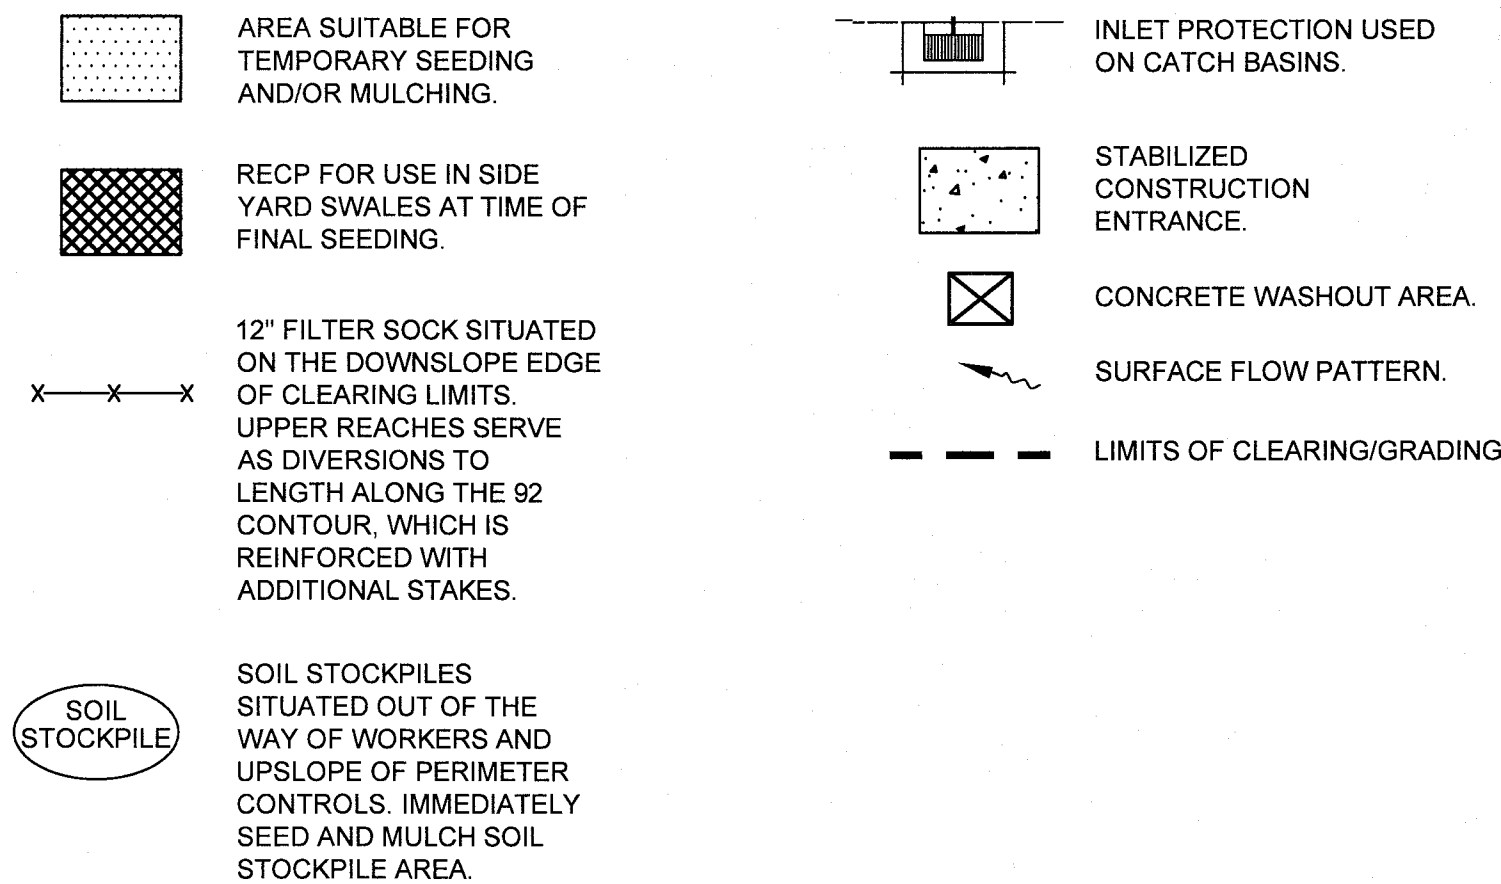 AREA SUITABLE FOR
TEMPORARY SEEDING
AND/OR MULCHING.
RECP FOR USE IN SIDE
YARD SWALES AT TIME OF
FINAL SEEDING.
X X X
12" FILTER SOCK SITUATED
ON THE DOWNSLOPE EDGE
OF CLEARING LIMITS.
UPPER REACHES SERVE
AS DIVERSIONS TO
LENGTH ALONG THE 92
CONTOUR, WHICH IS
REINFORCED WITH
ADDITIONAL STAKES.
SOIL
STOCKPILE
SOIL STOCKPILES
SITUATED OUT OF THE
WAY OF WORKERS AND
UPSLOPE OF PERIMETER
CONTROLS. IMMEDIATELY
SEED AND MULCH SOIL
STOCKPILE AREA.
INLET PROTECTION USED
ON CATCH BASINS.
STABILIZED
CONSTRUCTION
ENTRANCE.
CONCRETE WASHOUT AREA.
SURFACE FLOW PATTERN.
LIMITS OF CLEARING/GRADING